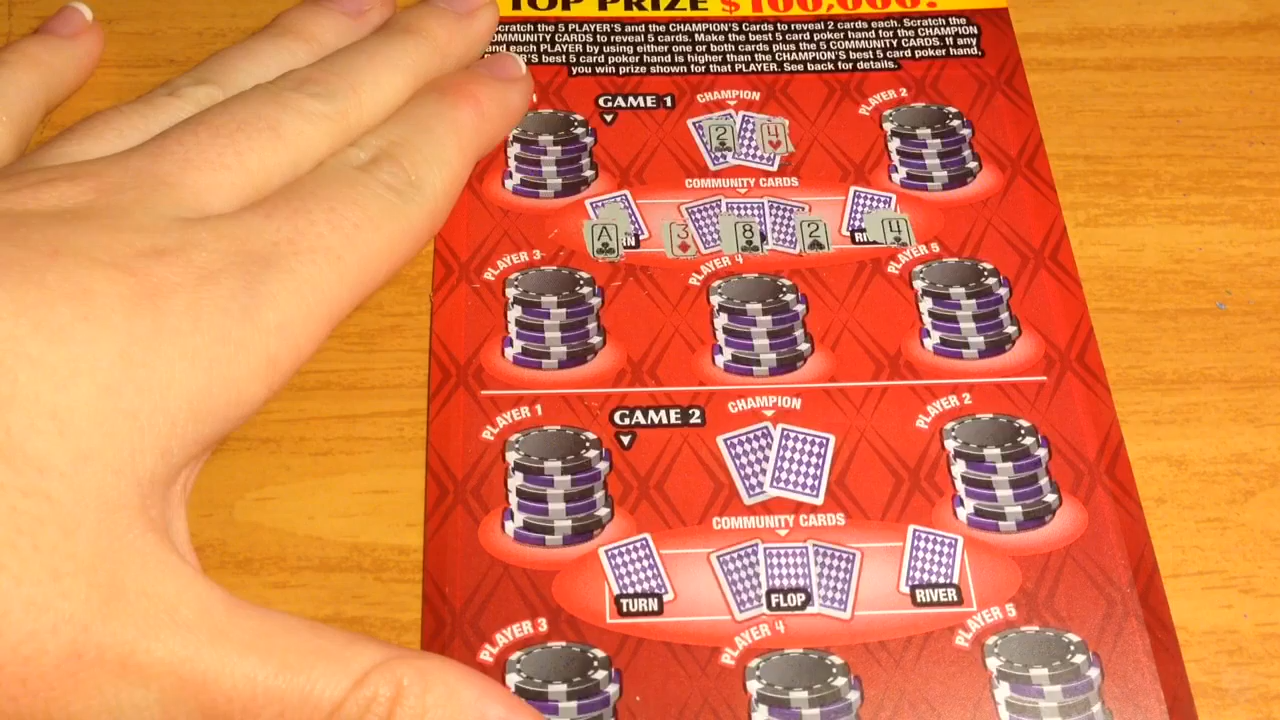 TOP PRIZE $100,000!
Scratch the 5 PLAYER'S and the CHAMPION'S Cards to reveal 2 cards each. Scratch the
COMMUNITY CARDS to reveal 5 cards. Make the best 5 card poker hand for the CHAMPION
and each PLAYER by using either one or both cards plus the 5 COMMUNITY CARDS. If any
best 5 card poker hand is higher than the CHAMPION'S best 5 card poker hand,
you win prize shown for that PLAYER. See back for details.
1
GAME 1
CHAMPION
PLAYER 2
2 4
COMMUNITY CARDS
A 3 8 2 4
PLAYER 3
PLAYER 4
PLAYER 5
PLAYER 1
GAME 2
CHAMPION
PLAYER 2
COMMUNITY CARDS
TURN
FLOP
RIVER
PLAYER 3
PLAYER 4
PLAYER 5